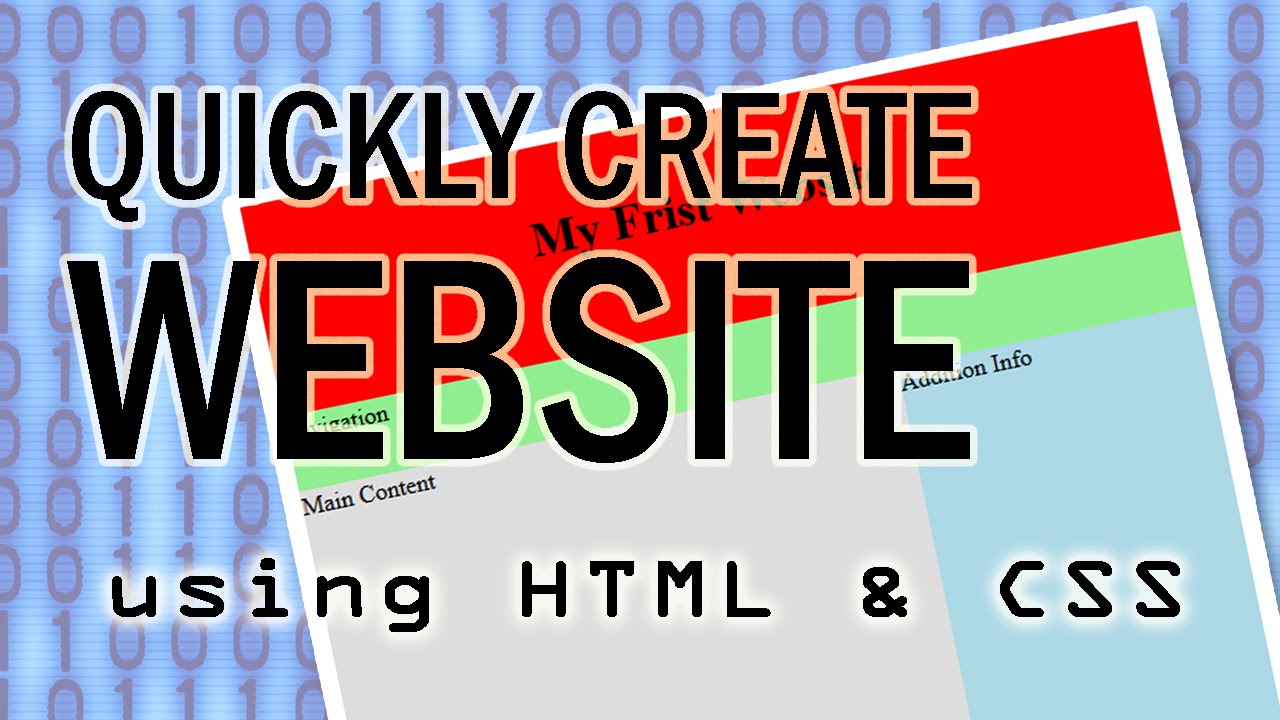 QUICKLY CREATE
My Frist
WEBSITE
Addition Info
Main Content
using HTML & CSS